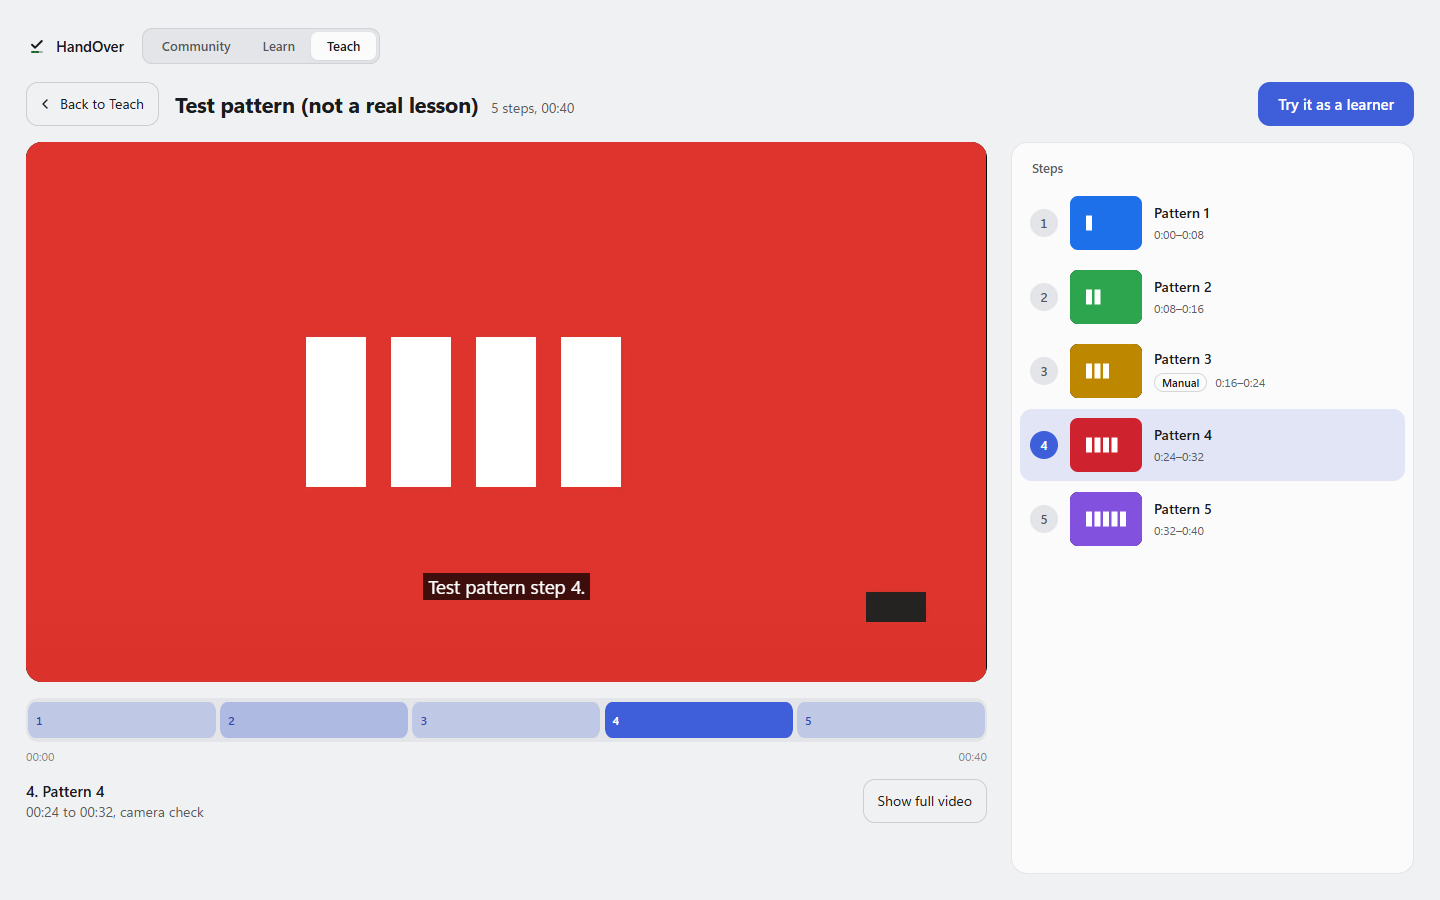 HandOver
Community
Learn
Teach
Back to Teach
Test pattern (not a real lesson)
5 steps, 00:40
Try it as a learner
Test pattern step 4.
1
2
3
4
5
00:00
00:40
4. Pattern 4
00:24 to 00:32, camera check
Show full video
Steps
1
Pattern 1
0:00–0:08
2
Pattern 2
0:08–0:16
3
Pattern 3
Manual
0:16–0:24
4
Pattern 4
0:24–0:32
5
Pattern 5
0:32–0:40